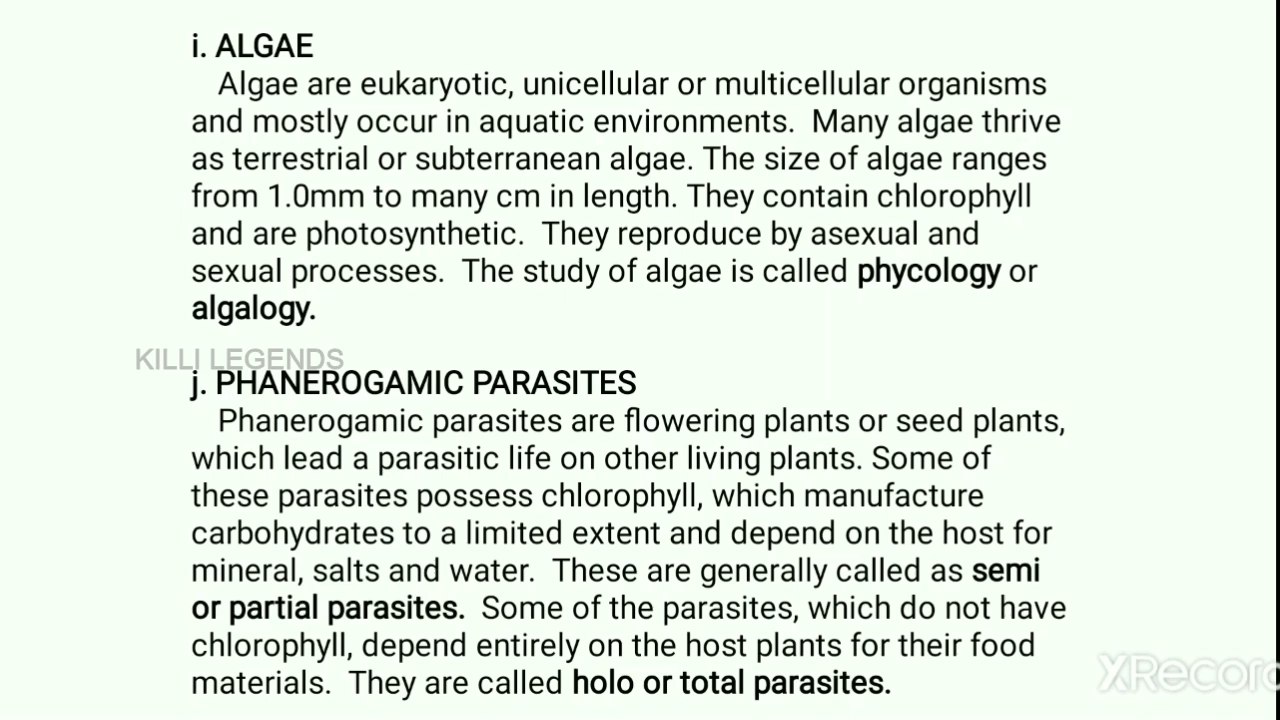 i. ALGAE
Algae are eukaryotic, unicellular or multicellular organisms
and mostly occur in aquatic environments. Many algae thrive
as terrestrial or subterranean algae. The size of algae ranges
from 1.0mm to many cm in length. They contain chlorophyll
and are photosynthetic. They reproduce by asexual and
sexual processes. The study of algae is called phycology or
algalogy.
KILLI LEGENDS
j. PHANEROGAMIC PARASITES
Phanerogamic parasites are flowering plants or seed plants,
which lead a parasitic life on other living plants. Some of
these parasites possess chlorophyll, which manufacture
carbohydrates to a limited extent and depend on the host for
mineral, salts and water. These are generally called as semi
or partial parasites. Some of the parasites, which do not have
chlorophyll, depend entirely on the host plants for their food
materials. They are called holo or total parasites.
XRecord